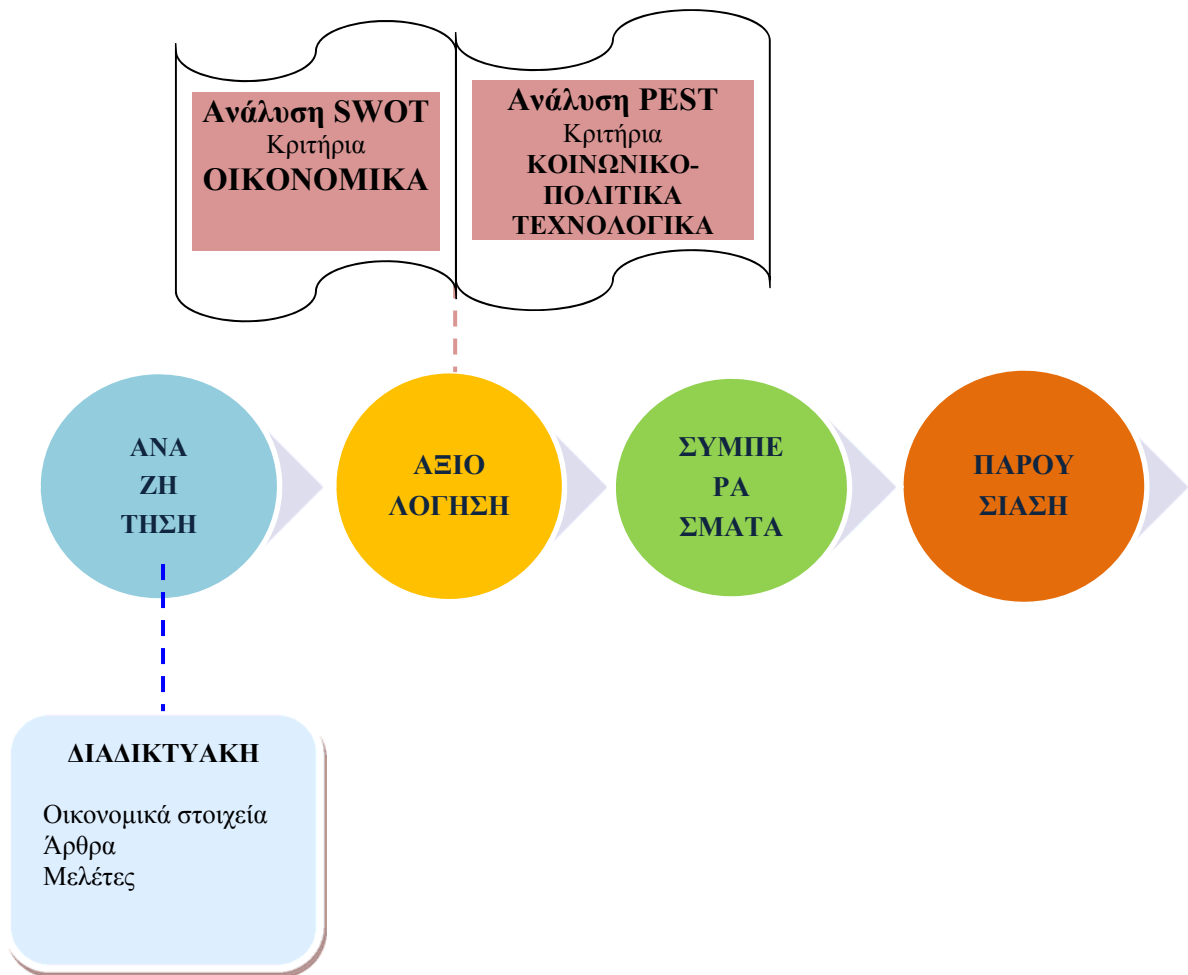 Ανάλυση SWOT
Κριτήρια
ΟΙΚΟΝΟΜΙΚΑ
Ανάλυση PEST
Κριτήρια
ΚΟΙΝΩΝΙΚΟ-
ΠΟΛΙΤΙΚΑ
ΤΕΧΝΟΛΟΓΙΚΑ
ΑΝΑ
ΖΗ
ΤΗΣΗ
ΑΞΙΟ
ΛΟΓΗΣΗ
ΣΥΜΠΕ
ΡΑ
ΣΜΑΤΑ
ΠΑΡΟΥ
ΣΙΑΣΗ
ΔΙΑΔΙΚΤΥΑΚΗ
Οικονομικά στοιχεία
Άρθρα
Μελέτες